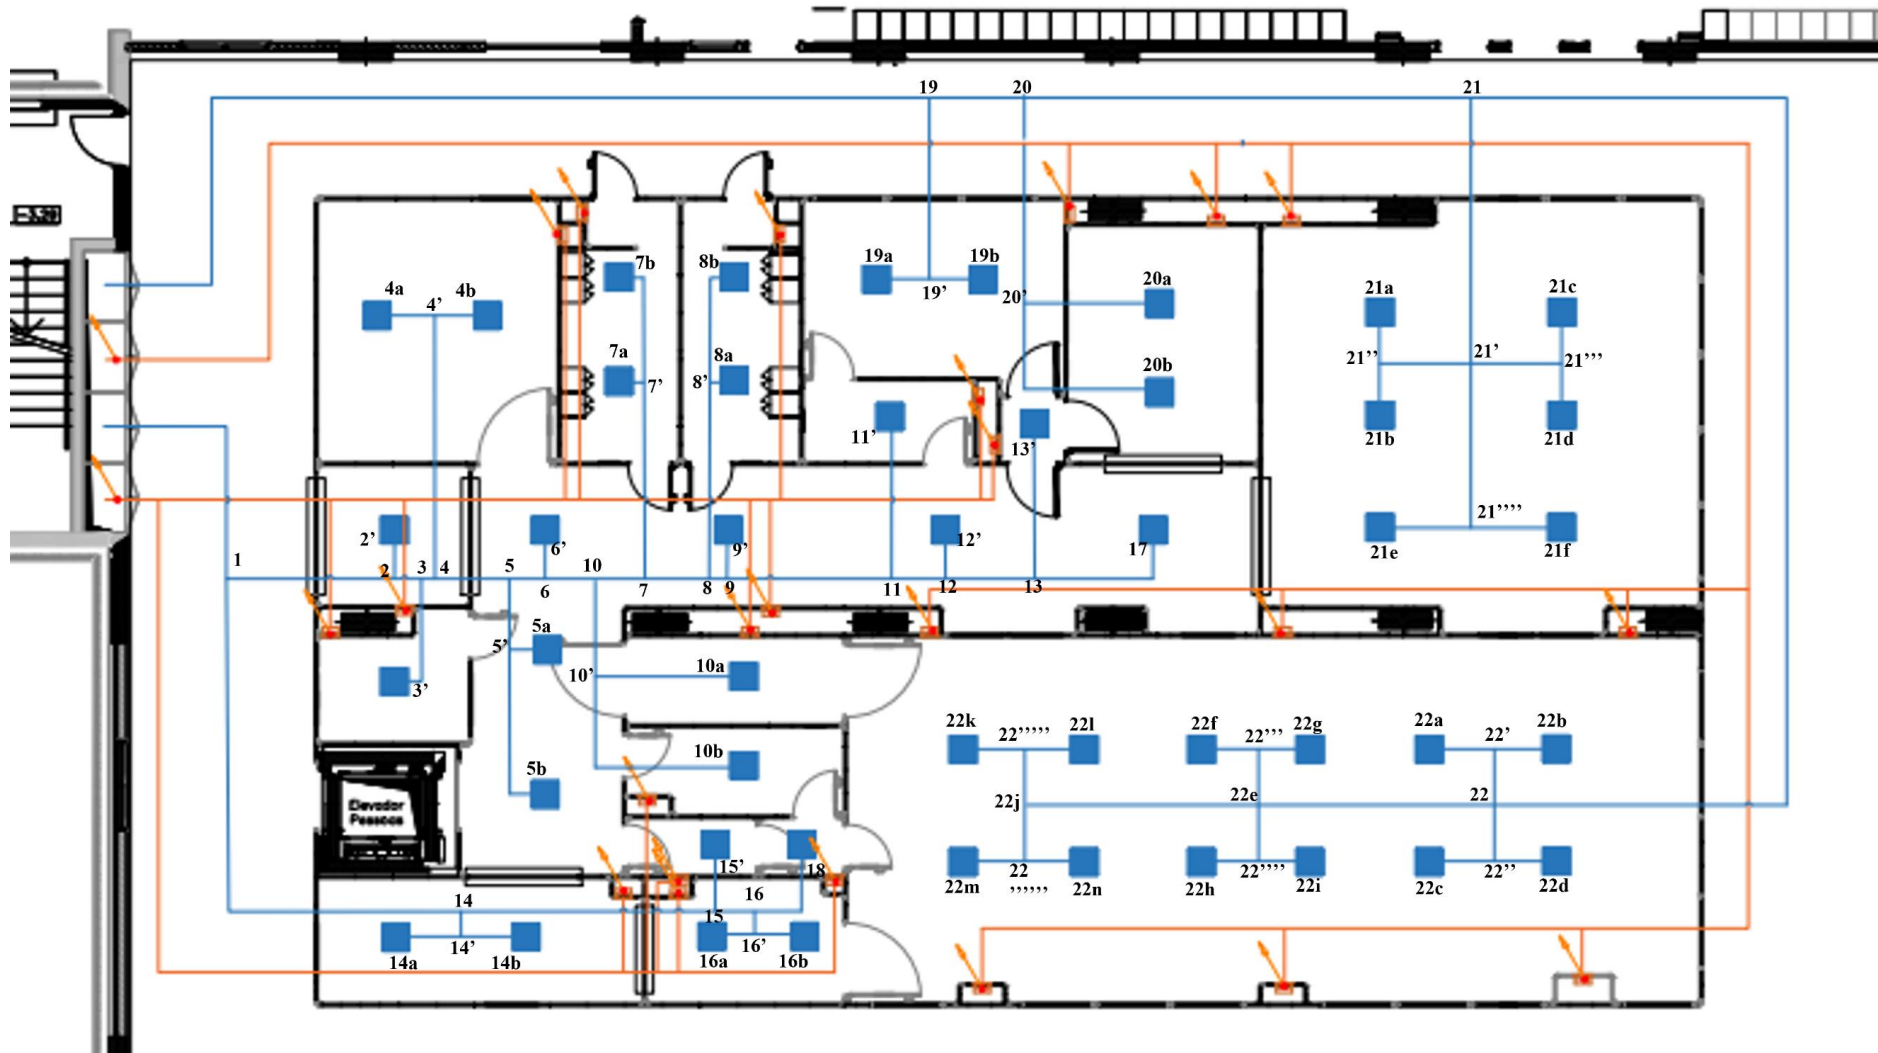 19 20 21
-3.20
7b 8b 19a 19b
20a 21a 21c
4a 4’ 4b 19’ 20’
7a 8a 20b 21’’ 21’ 21’’’
7’ 8’
11’ 13’ 21b 21d
21’’’’
2’ 6’ 9’ 12’ 17 21e 21f
1 2 3 4 5 10
6 7 8 9 11 12 13
5a
5’ 10’ 10a
3’
22k 22l 22f 22g 22a 22b
22’’’’’ 22’’’ 22’
10b
5b
22j 22e 22
Elevador
Pessoas
15’ 18
22m 22n 22h 22’’’’ 22i 22c 22’’ 22d
22
’’’’’’
14 16
15
14’ 16’
14a 14b 16a 16b